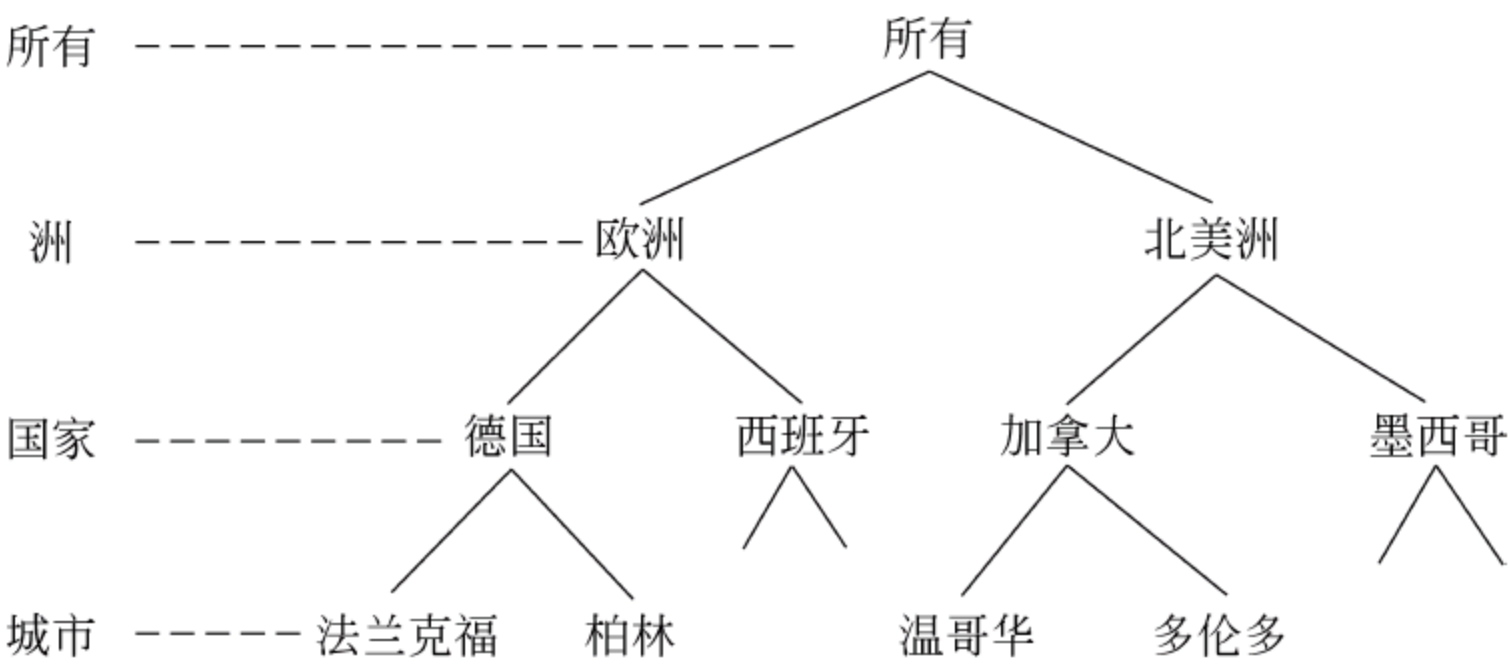 所有 所有
洲 欧洲 北美洲
国家 德国 西班牙 加拿大 墨西哥
城市 法兰克福 柏林 温哥华 多伦多